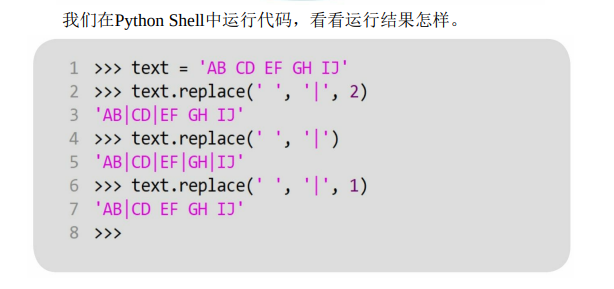 我们在Python Shell中运行代码，看看运行结果怎样。
1 >>> text = 'AB CD EF GH IJ'
2 >>> text.replace(' ', '|', 2)
3 'AB|CD|EF GH IJ'
4 >>> text.replace(' ', '|')
5 'AB|CD|EF|GH|IJ'
6 >>> text.replace(' ', '|', 1)
7 'AB|CD EF GH IJ'
8 >>>